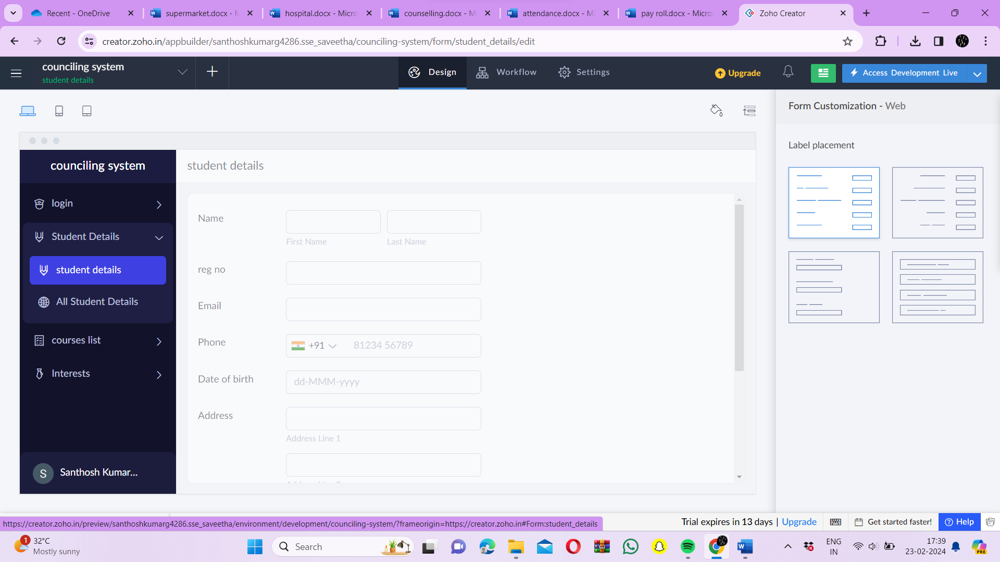 Recent - OneDrive
supermarket.docx - M
hospital.docx - Micro
counselling.docx - M
attendance.docx - Mi
pay roll.docx - Micro
Zoho Creator
creator.zoho.in/appbuilder/santhoshkumarg4286.sse_saveetha/counciling-system/form/student_details/edit
counciling system
student details
Design
Workflow
Settings
Upgrade
Access Development Live
Form Customization - Web
Label placement
counciling system
login
Student Details
student details
All Student Details
courses list
Interests
S
Santhosh Kumar...
student details
Name
First Name
Last Name
reg no
Email
Phone
+91
81234 56789
Date of birth
dd-MMM-yyyy
Address
Address Line 1
https://creator.zoho.in/preview/santhoshkumarg4286.sse_saveetha/environment/development/counciling-system/?frameorigin=https://creator.zoho.in#Form:student_details
Trial expires in 13 days | Upgrade
Get started faster!
Help
1
32°C
Mostly sunny
Search
ENG
IN
17:39
23-02-2024
PRE